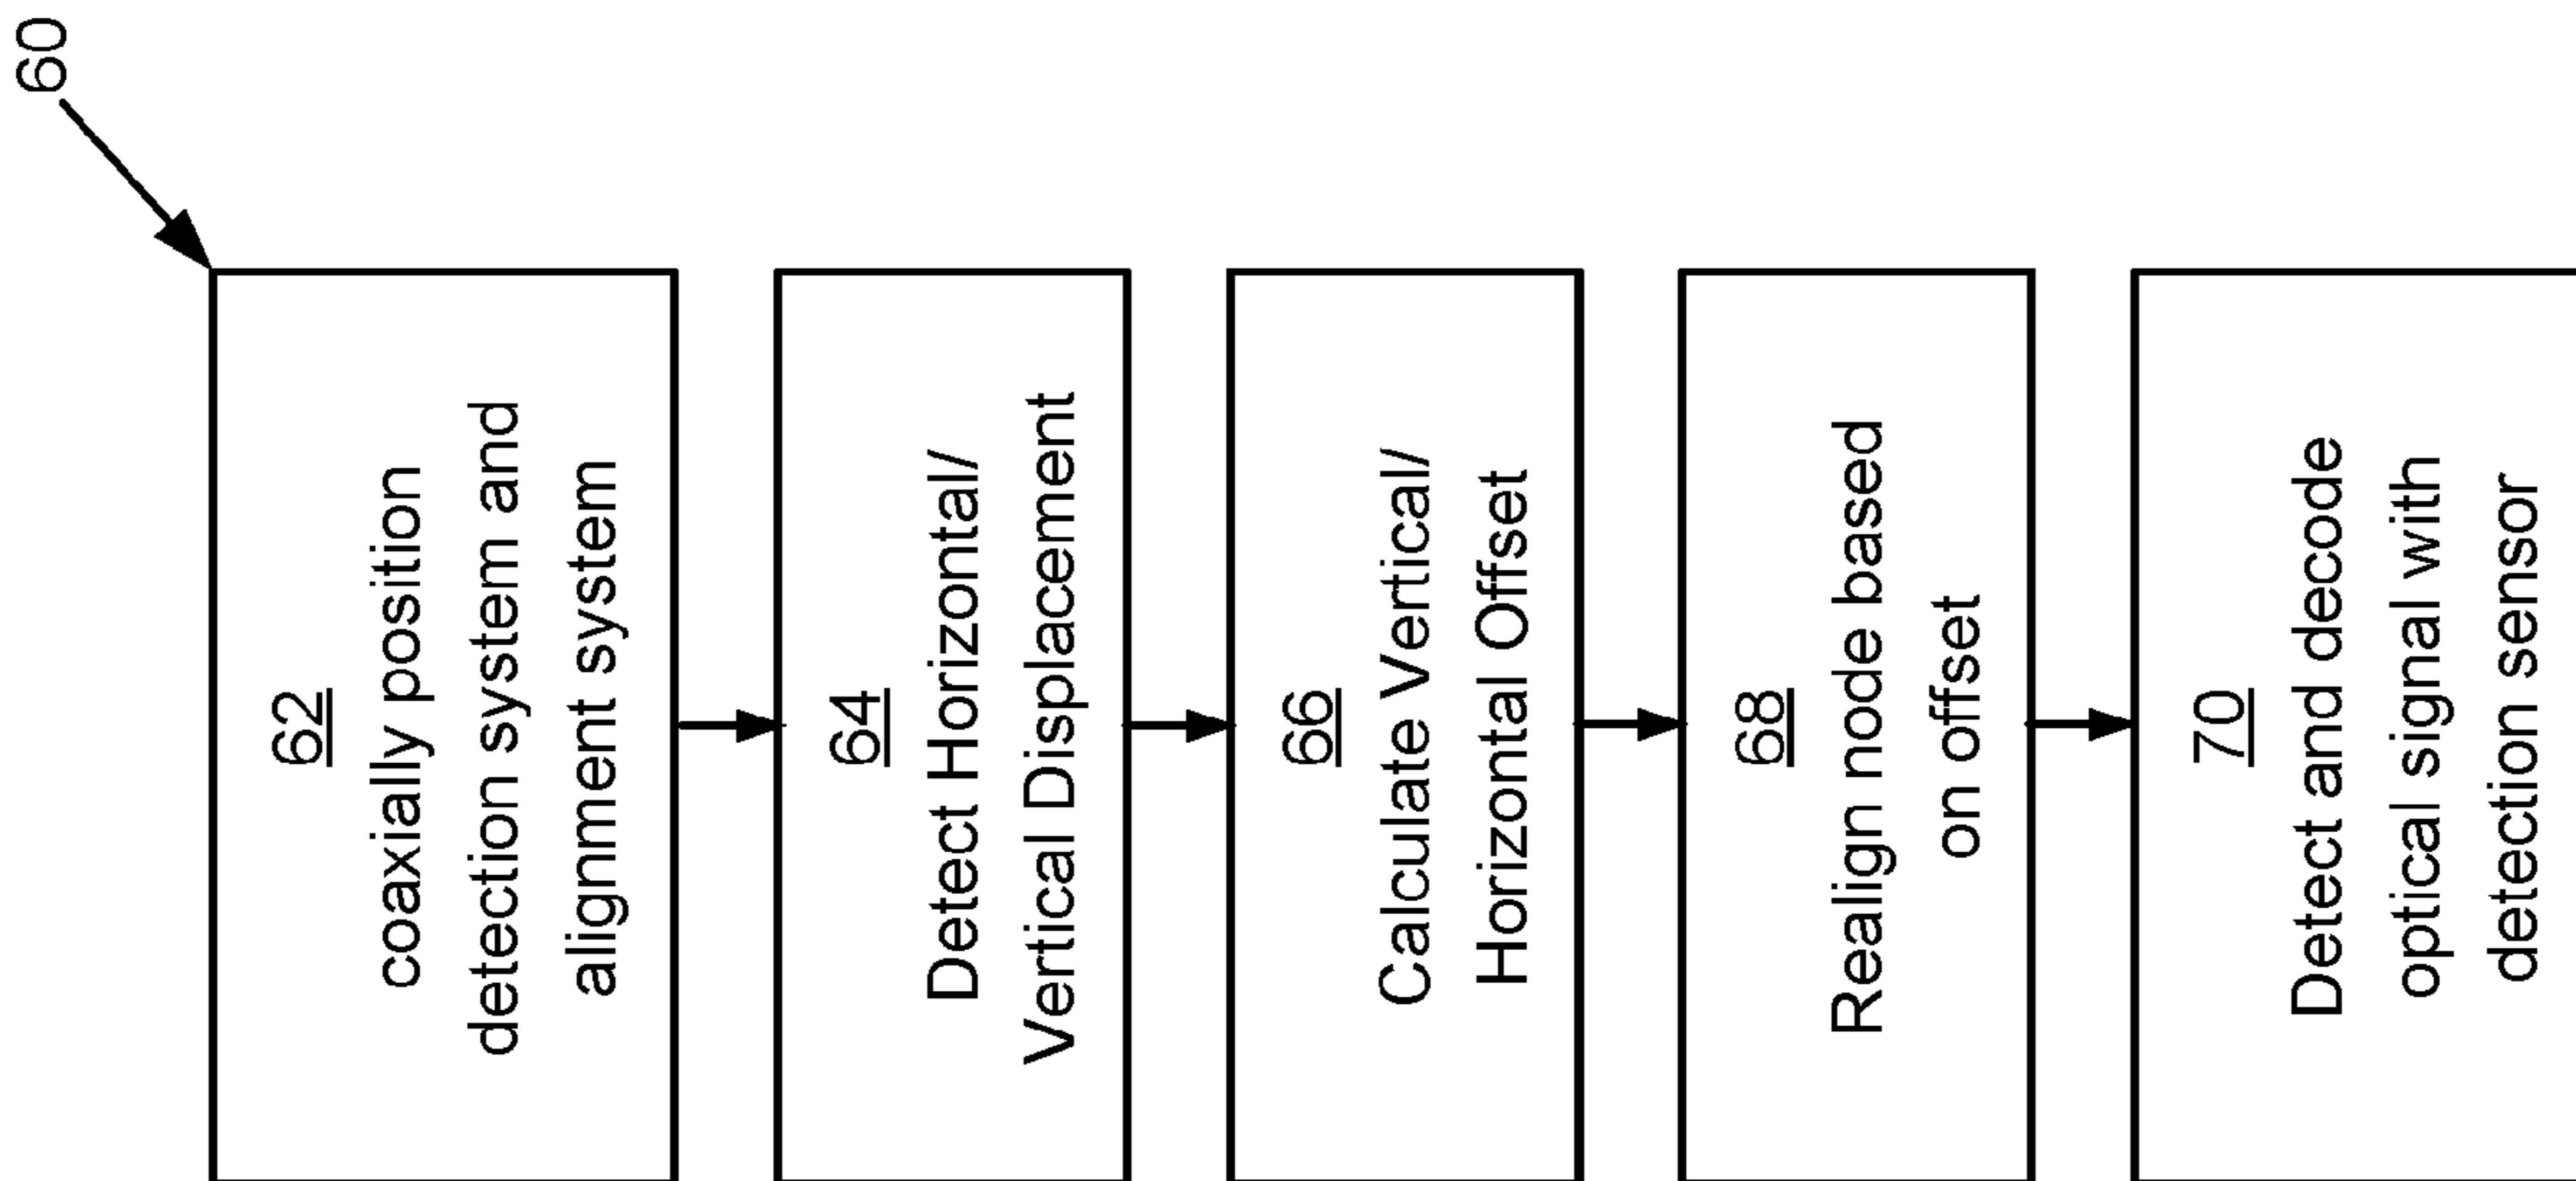 60
62
coaxially position
detection system and
alignment system
64
Detect Horizontal/
Vertical Displacement
66
Calculate Vertical/
Horizontal Offset
68
Realign node based
on offset
70
Detect and decode
optical signal with
detection sensor